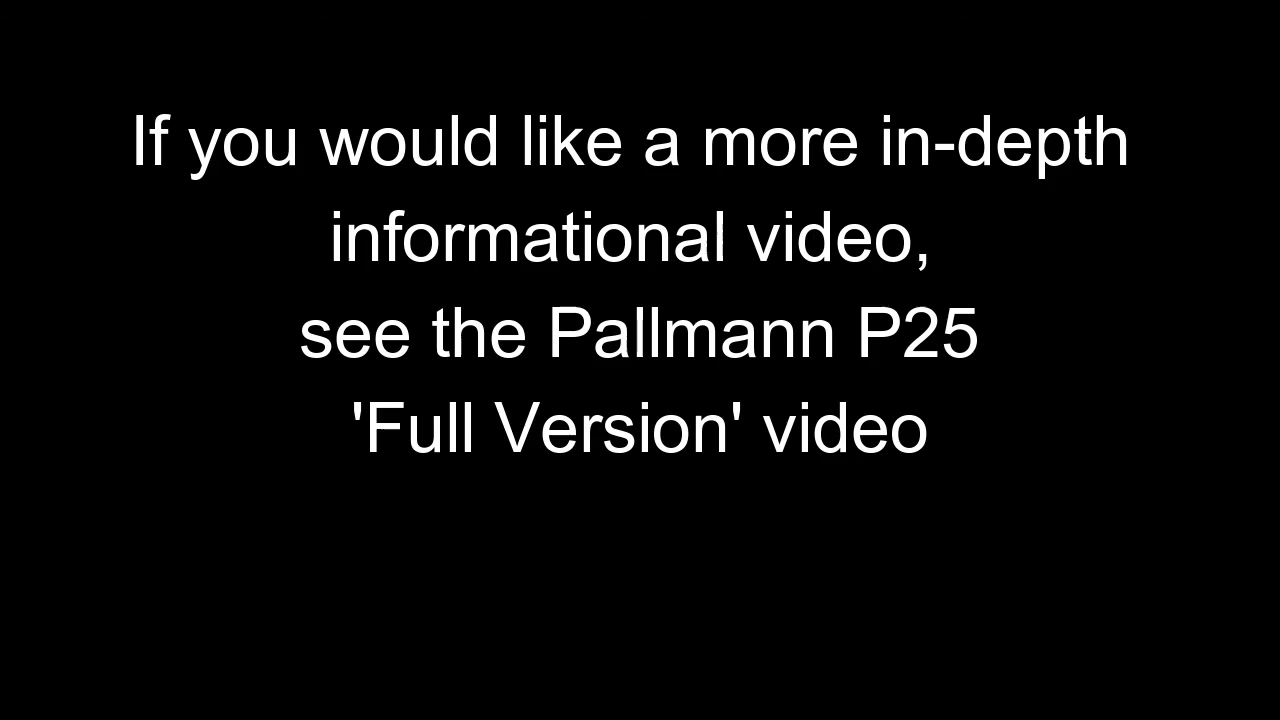 If you would like a more in-depth
informational video,
see the Pallmann P25
'Full Version' video